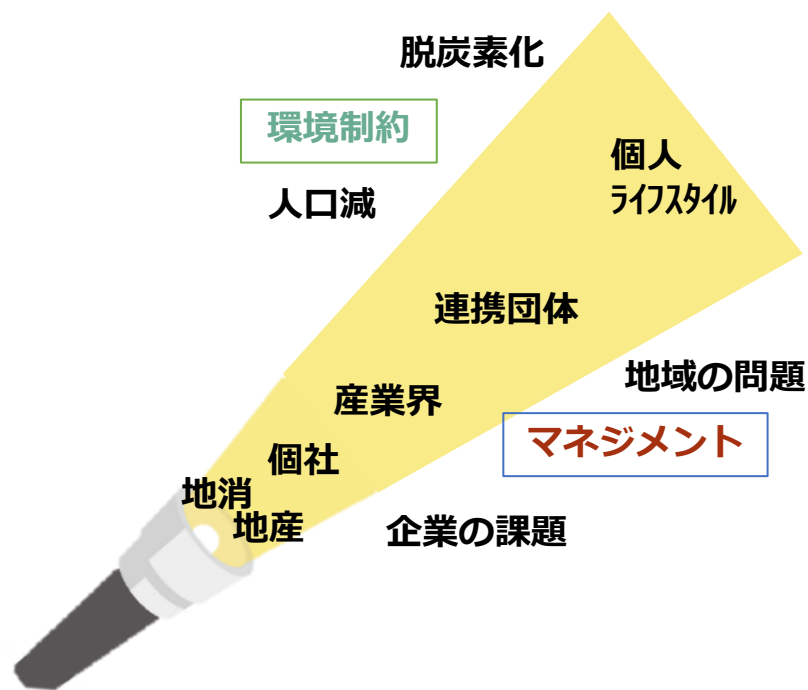 脱炭素化
環境制約
人口減
個人
ﾗｲﾌｽﾀｲﾙ
連携団体
地域の問題
産業界
マネジメント
個社
地消
地産
企業の課題